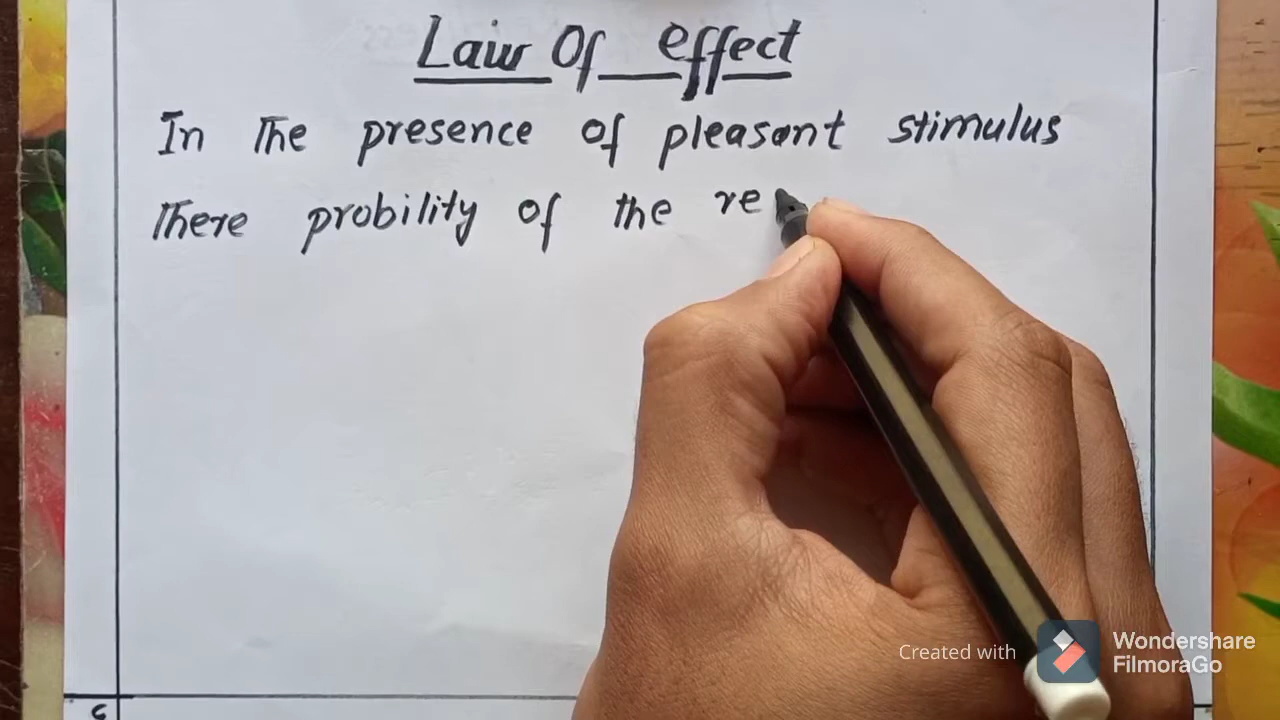 Law Of effect
In The presence of pleasant stimulus
There probility of the re
Created with
Wondershare
FilmoraGo